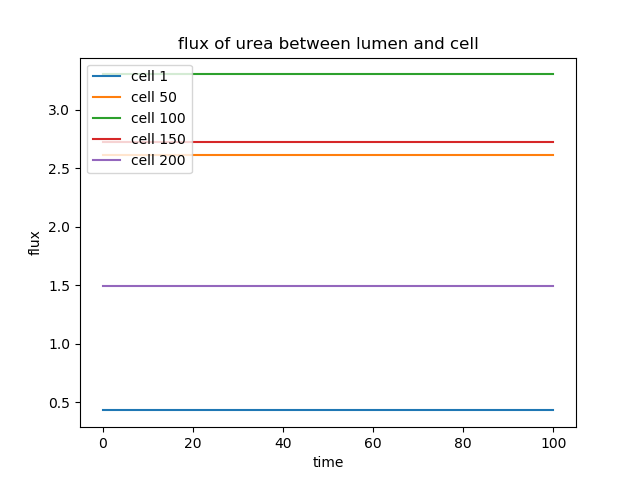 flux of urea between lumen and cell
cell 1
cell 50
cell 100
cell 150
cell 200
3.0
2.5
2.0
1.5
1.0
0.5
flux
0 20 40 60 80 100
time